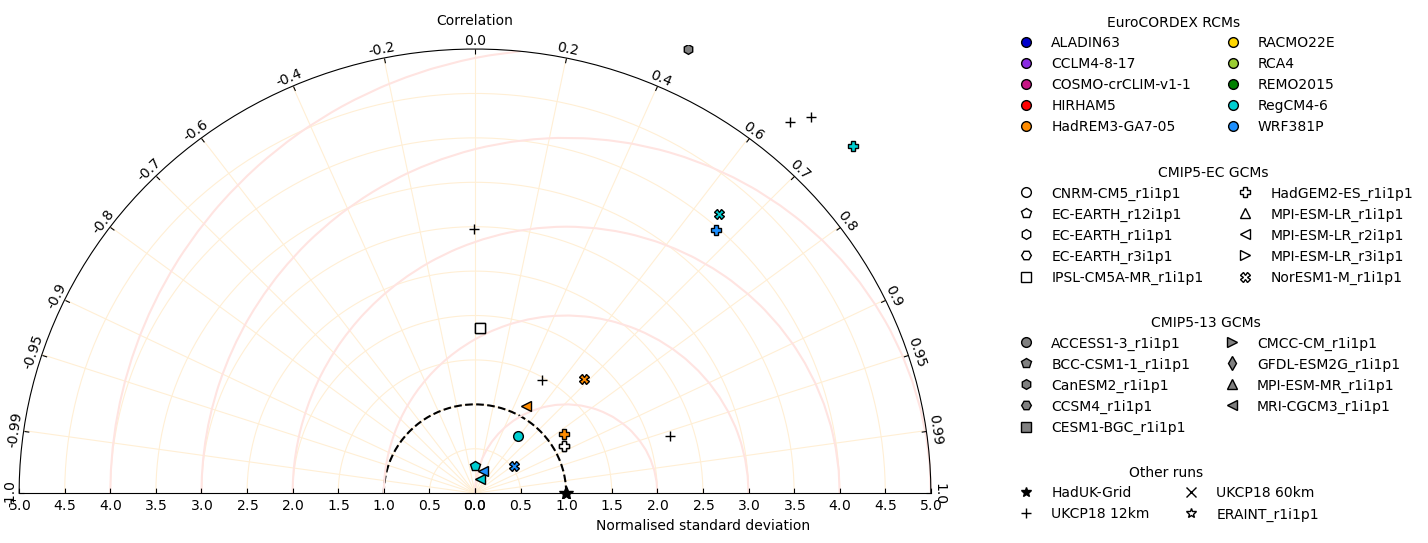 Correlation
-0.2
0.0
0.2
-0.4
0.4
-0.6
0.6
-0.7
0.7
-0.8
0.8
-0.9
0.9
-0.95
0.95
-0.99
0.99
-1.0
1.0
5.0 4.5 4.0 3.5 3.0 2.5 2.0 1.5 1.0 0.5 0.0 0.5 1.0 1.5 2.0 2.5 3.0 3.5 4.0 4.5 5.0
Normalised standard deviation
EuroCORDEX RCMs
ALADIN63
CCLM4-8-17
COSMO-crCLIM-v1-1
HIRHAM5
HadREM3-GA7-05
RACMO22E
RCA4
REMO2015
RegCM4-6
WRF381P
CMIP5-EC GCMs
CNRM-CM5_r1i1p1
EC-EARTH_r12i1p1
EC-EARTH_r1i1p1
EC-EARTH_r3i1p1
IPSL-CM5A-MR_r1i1p1
HadGEM2-ES_r1i1p1
MPI-ESM-LR_r1i1p1
MPI-ESM-LR_r2i1p1
MPI-ESM-LR_r3i1p1
NorESM1-M_r1i1p1
CMIP5-13 GCMs
ACCESS1-3_r1i1p1
BCC-CSM1-1_r1i1p1
CanESM2_r1i1p1
CCSM4_r1i1p1
CESM1-BGC_r1i1p1
CMCC-CM_r1i1p1
GFDL-ESM2G_r1i1p1
MPI-ESM-MR_r1i1p1
MRI-CGCM3_r1i1p1
Other runs
HadUK-Grid
UKCP18 12km
UKCP18 60km
ERAINT_r1i1p1